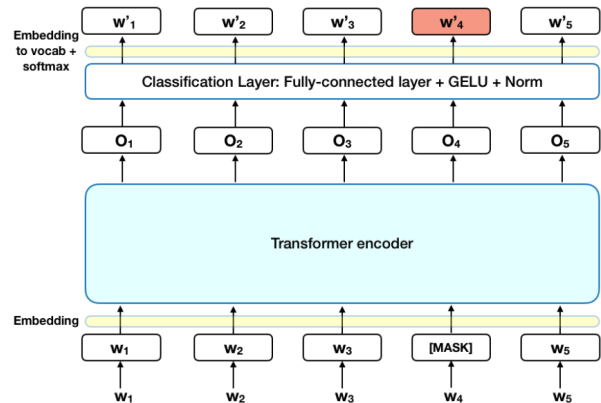 Embedding
to vocab +
softmax
w'₁ w'₂ w'₃ w'₄ w'₅
Classification Layer: Fully-connected layer + GELU + Norm
O₁ O₂ O₃ O₄ O₅
Transformer encoder
Embedding
w₁ w₂ w₃ [MASK] w₅
w₁ w₂ w₃ w₄ w₅